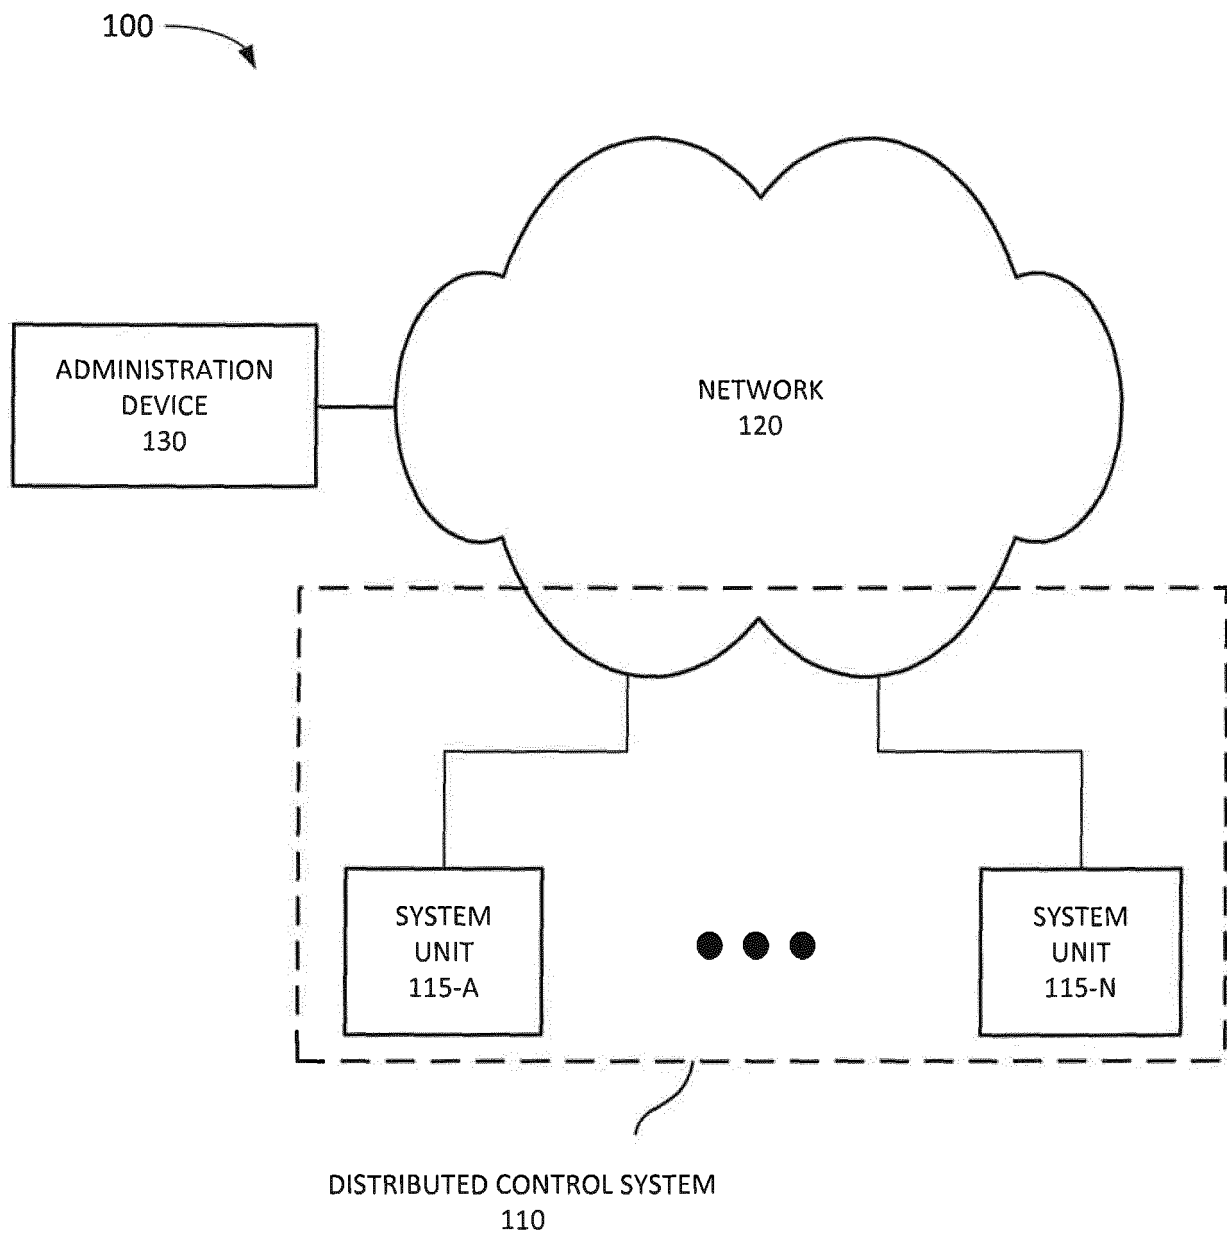 100
ADMINISTRATION
DEVICE
130
NETWORK
120
SYSTEM
UNIT
115-A
SYSTEM
UNIT
115-N
DISTRIBUTED CONTROL SYSTEM
110